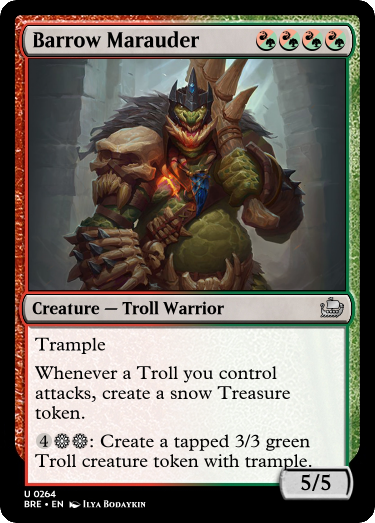 Barrow Marauder
Creature — Troll Warrior
Trample
Whenever a Troll you control
attacks, create a snow Treasure
token.
4: Create a tapped 3/3 green
Troll creature token with trample.
5/5
U 0264
BRE • EN Ilya Bodaykin